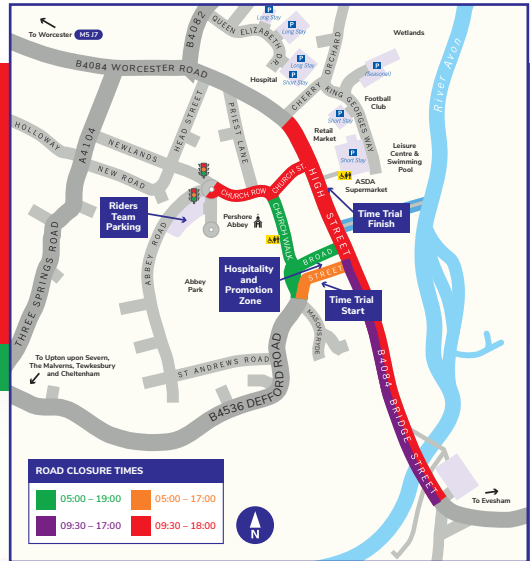 To Worcester M5 J7
B4082
QUEEN ELIZABETH
RD.
P
Long Stay
P
Long Stay
P
Long Stay
P
Short Stay
Hospital
CHERRY ORCHARD
Wetlands
P
(Seasonal)
KING GEORGES WAY
Football
Club
River Avon
B4084 WORCESTER ROAD
A4104
HOLLOWAY
NEWLANDS
NEW ROAD
HEAD STREET
PRIEST LANE
P
Short Stay
Retail
Market
P
Short Stay
Leisure
Centre &
Swimming
Pool
ASDA
Supermarket
CHURCH ROW
CHURCH ST.
HIGH STREET
Riders
Team
Parking
Pershore
Abbey
CHURCH WALK
Time Trial
Finish
BROAD
STREET
Hospitality
and
Promotion
Zone
Time Trial
Start
ABBEY ROAD
Abbey
Park
THREE SPRINGS ROAD
MASONS RYDE
ST ANDREWS ROAD
B4536 DEFFORD ROAD
B4084 BRIDGE STREET
To Upton upon Severn,
The Malverns, Tewkesbury
and Cheltenham
To Evesham
ROAD CLOSURE TIMES
05:00 – 19:00
05:00 – 17:00
09:30 – 17:00
09:30 – 18:00
N